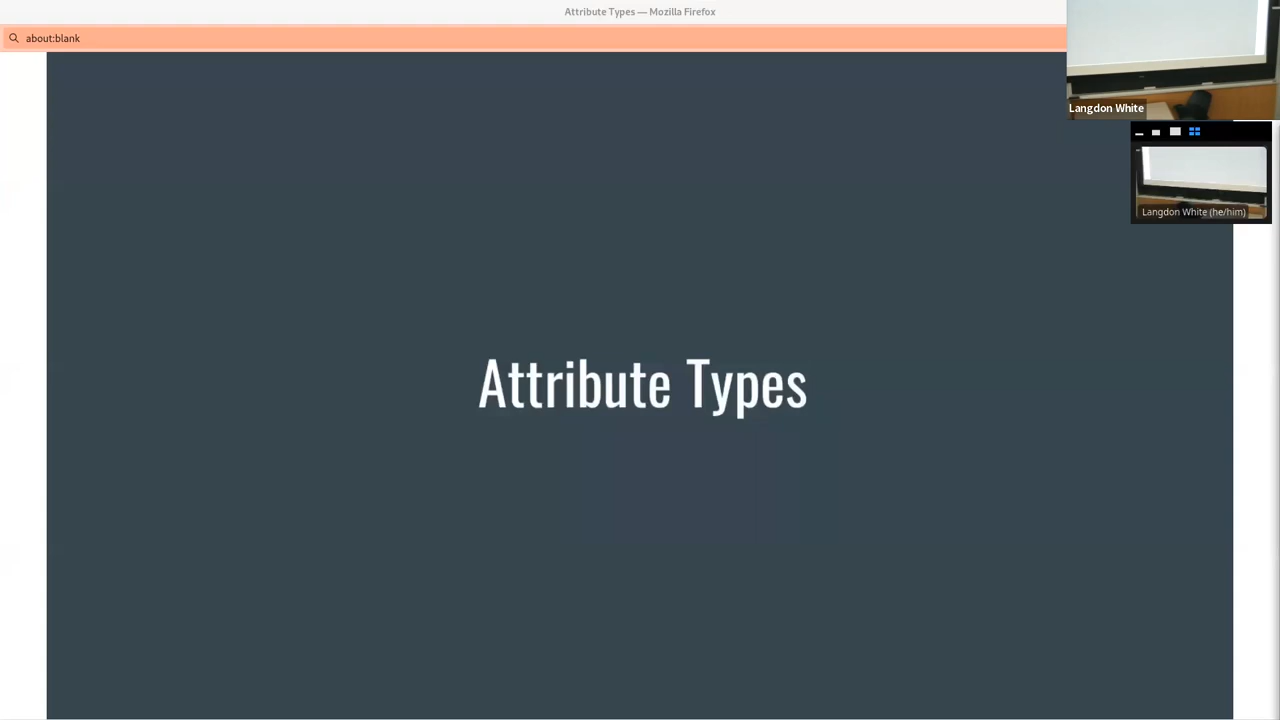 Attribute Types — Mozilla Firefox
about:blank
Langdon White
Langdon White (he/him)
Attribute Types